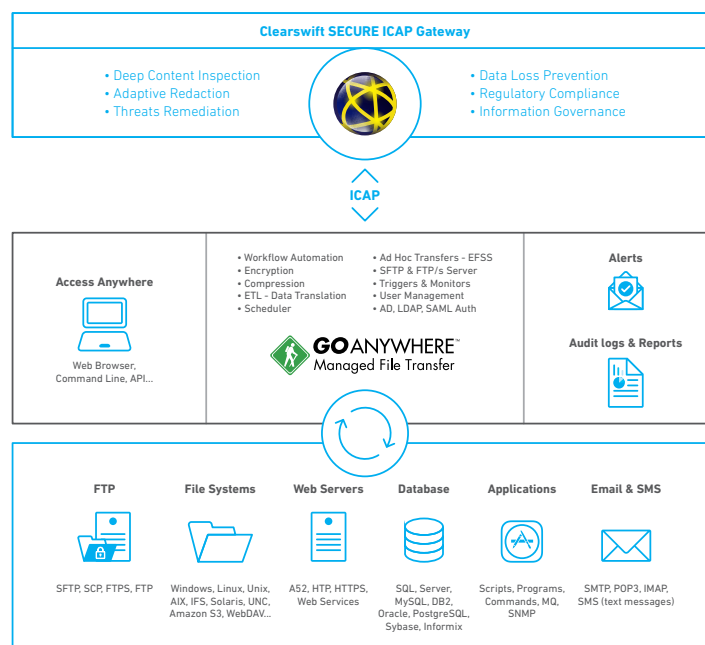 Clearswift SECURE ICAP Gateway
• Deep Content Inspection
• Adaptive Redaction
• Threats Remediation
• Data Loss Prevention
• Regulatory Compliance
• Information Governance
ICAP
Access Anywhere
Web Browser,
Command Line, API...
• Workflow Automation
• Encryption
• Compression
• ETL - Data Translation
• Scheduler
• Ad Hoc Transfers - EFSS
• SFTP & FTP/s Server
• Triggers & Monitors
• User Management
• AD, LDAP, SAML Auth
GOANYWHERE™
Managed File Transfer
Alerts
Audit logs & Reports
FTP
SFTP, SCP, FTPS, FTP
File Systems
Windows, Linux, Unix,
AIX, IFS, Solaris, UNC,
Amazon S3, WebDAV...
Web Servers
A52, HTP, HTTPS,
Web Services
Database
SQL, Server,
MySQL, DB2,
Oracle, PostgreSQL,
Sybase, Informix
Applications
Scripts, Programs,
Commands, MQ,
SNMP
Email & SMS
SMTP, POP3, IMAP,
SMS (text messages)